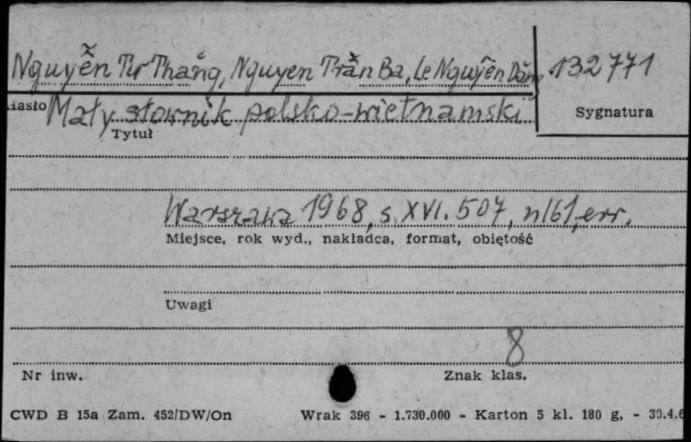 Nguyễn Tư Thăng, Nguyen Trần Ba, Le Nguyễn Dăng 132771
Hasło Mały słownik polsko-wietnamski
Tytuł
Sygnatura
Warszawa 1968, s. XVI. 507, nlb1, err.
Miejsce, rok wyd., nakładca, format, objętość
Uwagi
8
Nr inw. Znak klas.
CWD B 15a Zam. 452/DW/On Wrak 396 - 1.730.000 - Karton 5 kl. 180 g, - 30.4.6